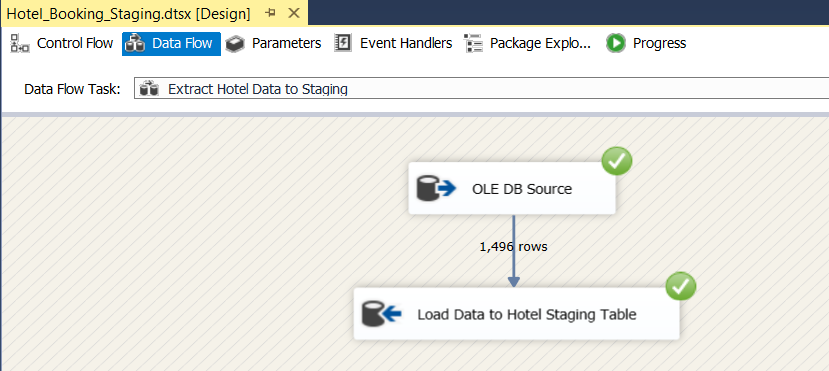 Hotel_Booking_Staging.dtsx [Design]
Control Flow Data Flow Parameters Event Handlers Package Explo... Progress
Data Flow Task: Extract Hotel Data to Staging
OLE DB Source
1,496 rows
Load Data to Hotel Staging Table